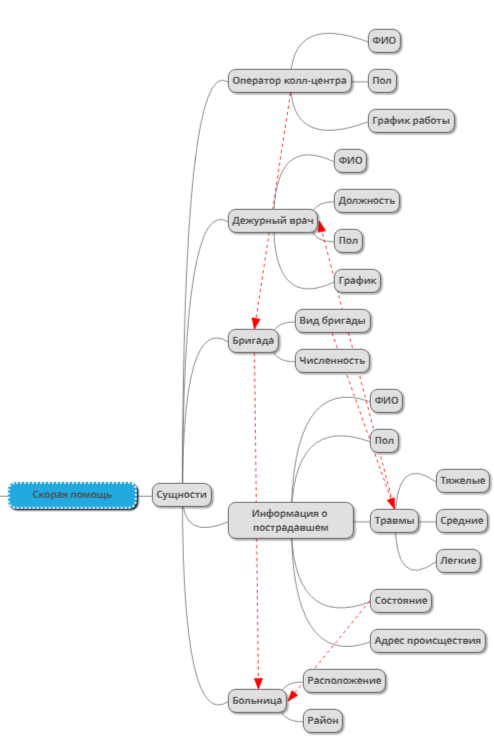 ФИО
Оператор колл-центра
Пол
График работы
ФИО
Должность
Дежурный врач
Пол
График
Вид бригады
Бригада
Численность
ФИО
Пол
Тяжелые
Скорая помощь
Сущности
Информация о
пострадавшем
Травмы
Средние
Легкие
Состояние
Адрес происшествия
Расположение
Больница
Район